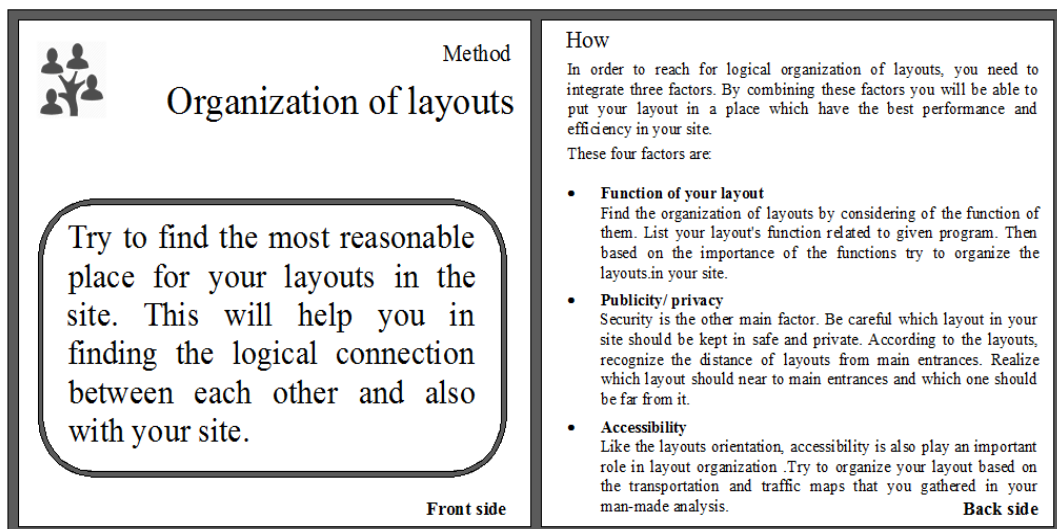 Method
Organization of layouts
Try to find the most reasonable
place for your layouts in the
site. This will help you in
finding the logical connection
between each other and also
with your site.
Front side
How
In order to reach for logical organization of layouts, you need to
integrate three factors. By combining these factors you will be able to
put your layout in a place which have the best performance and
efficiency in your site.
These four factors are:
• Function of your layout
Find the organization of layouts by considering of the function of
them. List your layout's function related to given program. Then
based on the importance of the functions try to organize the
layouts.in your site.
• Publicity/ privacy
Security is the other main factor. Be careful which layout in your
site should be kept in safe and private. According to the layouts,
recognize the distance of layouts from main entrances. Realize
which layout should near to main entrances and which one should
be far from it.
• Accessibility
Like the layouts orientation, accessibility is also play an important
role in layout organization .Try to organize your layout based on
the transportation and traffic maps that you gathered in your
man-made analysis.
Back side